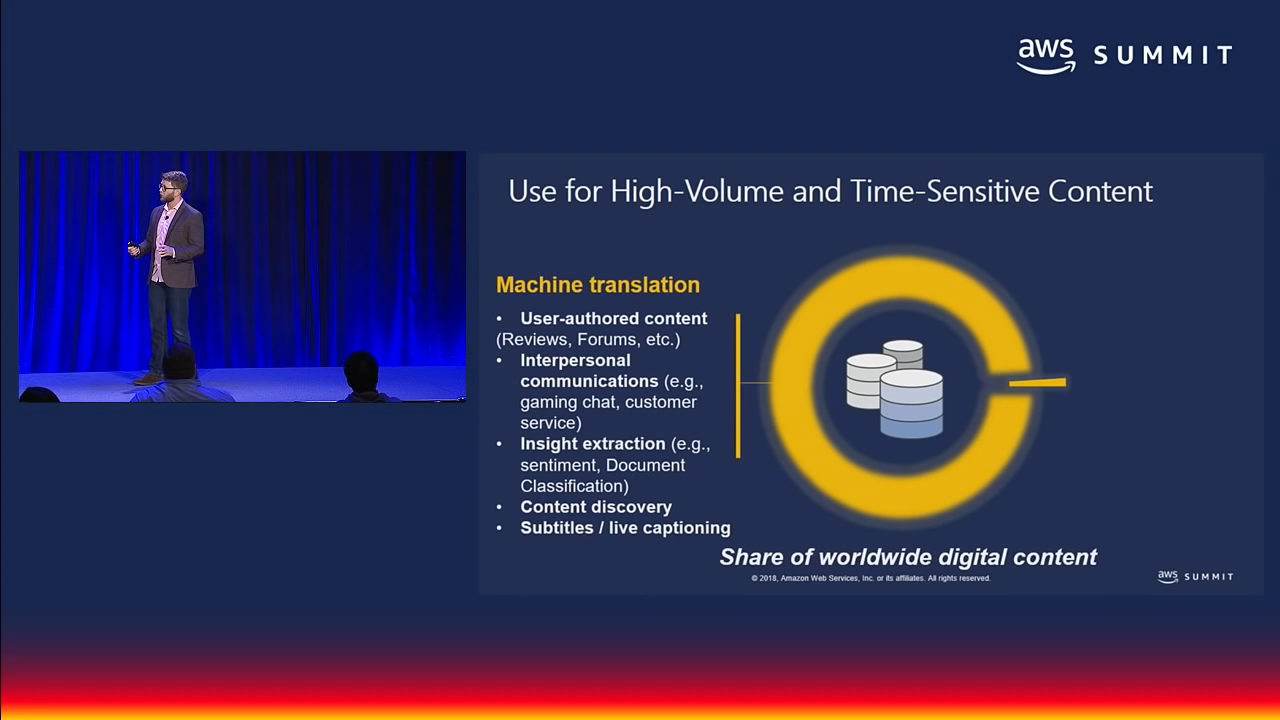 aws SUMMIT
Use for High-Volume and Time-Sensitive Content
Machine translation
• User-authored content
(Reviews, Forums, etc.)
• Interpersonal
communications (e.g.,
gaming chat, customer
service)
• Insight extraction (e.g.,
sentiment, Document
Classification)
• Content discovery
• Subtitles / live captioning
Share of worldwide digital content
© 2018, Amazon Web Services, Inc. or its affiliates. All rights reserved.
aws SUMMIT